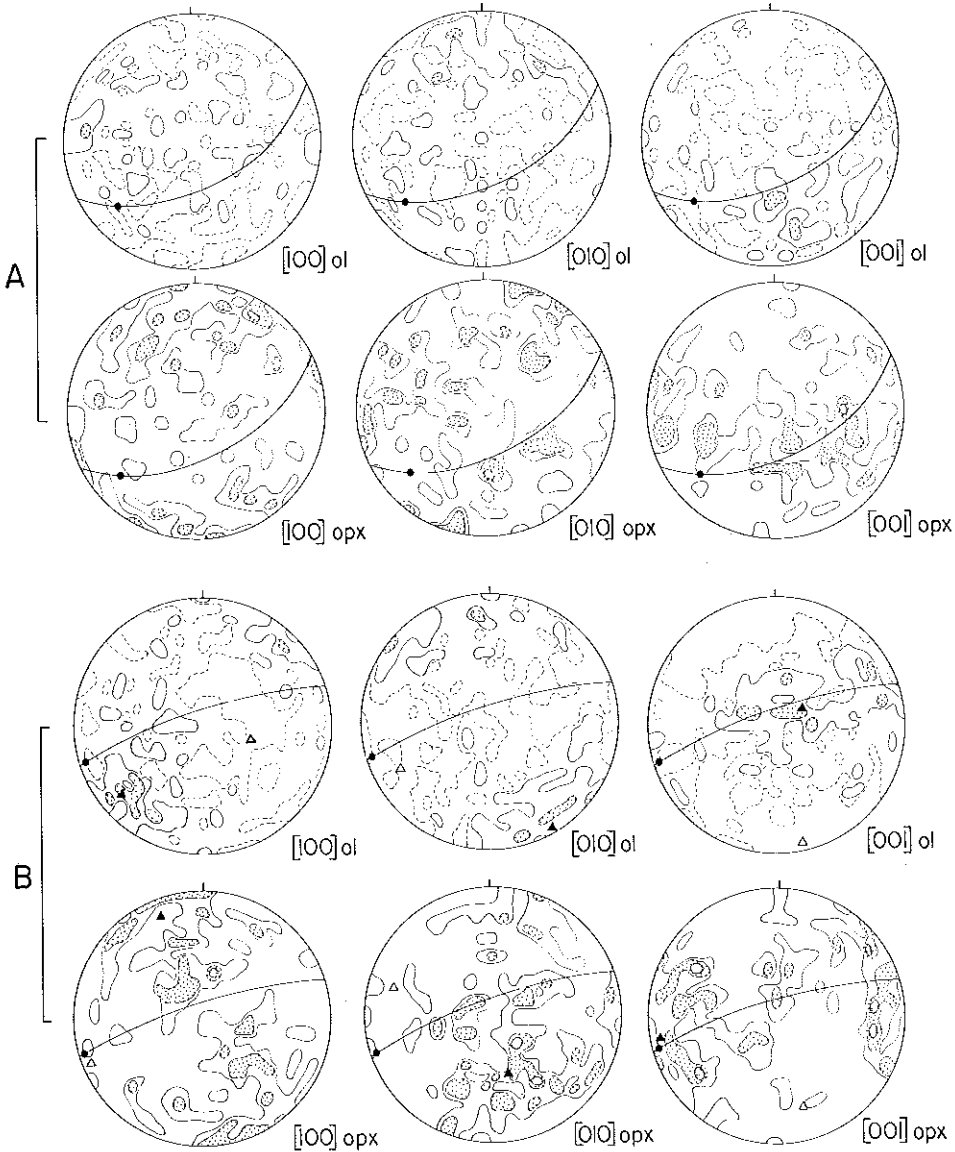 [100] ol
[010] ol
[001] ol
A
[100] opx
[010] opx
[001] opx
[100] ol
[010] ol
[001] ol
B
[100] opx
[010] opx
[001] opx